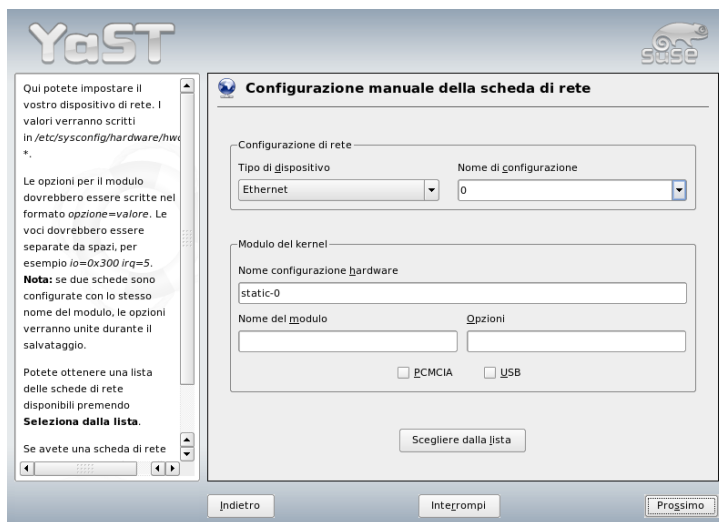 YaST
SUSE
Qui potete impostare il
vostro dispositivo di rete. I
valori verranno scritti
in /etc/sysconfig/hardware/hwc
*.
Le opzioni per il modulo
dovrebbero essere scritte nel
formato opzione=valore. Le
voci dovrebbero essere
separate da spazi, per
esempio io=0x300 irq=5.
Nota: se due schede sono
configurate con lo stesso
nome del modulo, le opzioni
verranno unite durante il
salvataggio.
Potete ottenere una lista
delle schede di rete
disponibili premendo
Seleziona dalla lista.
Se avete una scheda di rete
Configurazione manuale della scheda di rete
Configurazione di rete
Tipo di dispositivo
Nome di configurazione
Ethernet
0
Modulo del kernel
Nome configurazione hardware
static-0
Nome del modulo
Opzioni
PCMCIA
USB
Scegliere dalla lista
Indietro
Interrompi
Prossimo